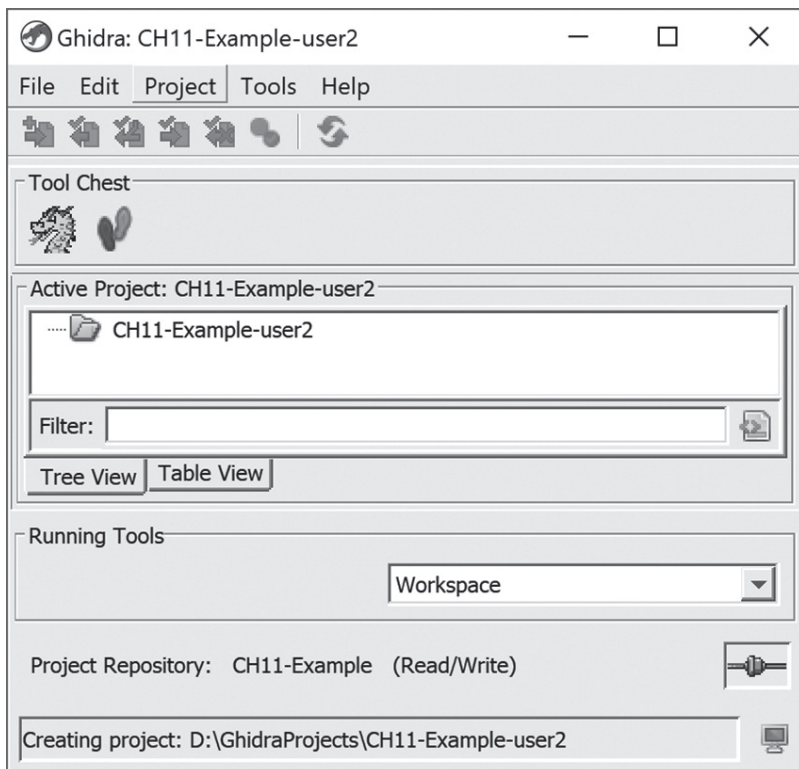 Ghidra: CH11-Example-user2
File Edit Project Tools Help
Tool Chest
Active Project: CH11-Example-user2
CH11-Example-user2
Filter:
Tree View Table View
Running Tools
Workspace
Project Repository: CH11-Example (Read/Write)
Creating project: D:\GhidraProjects\CH11-Example-user2